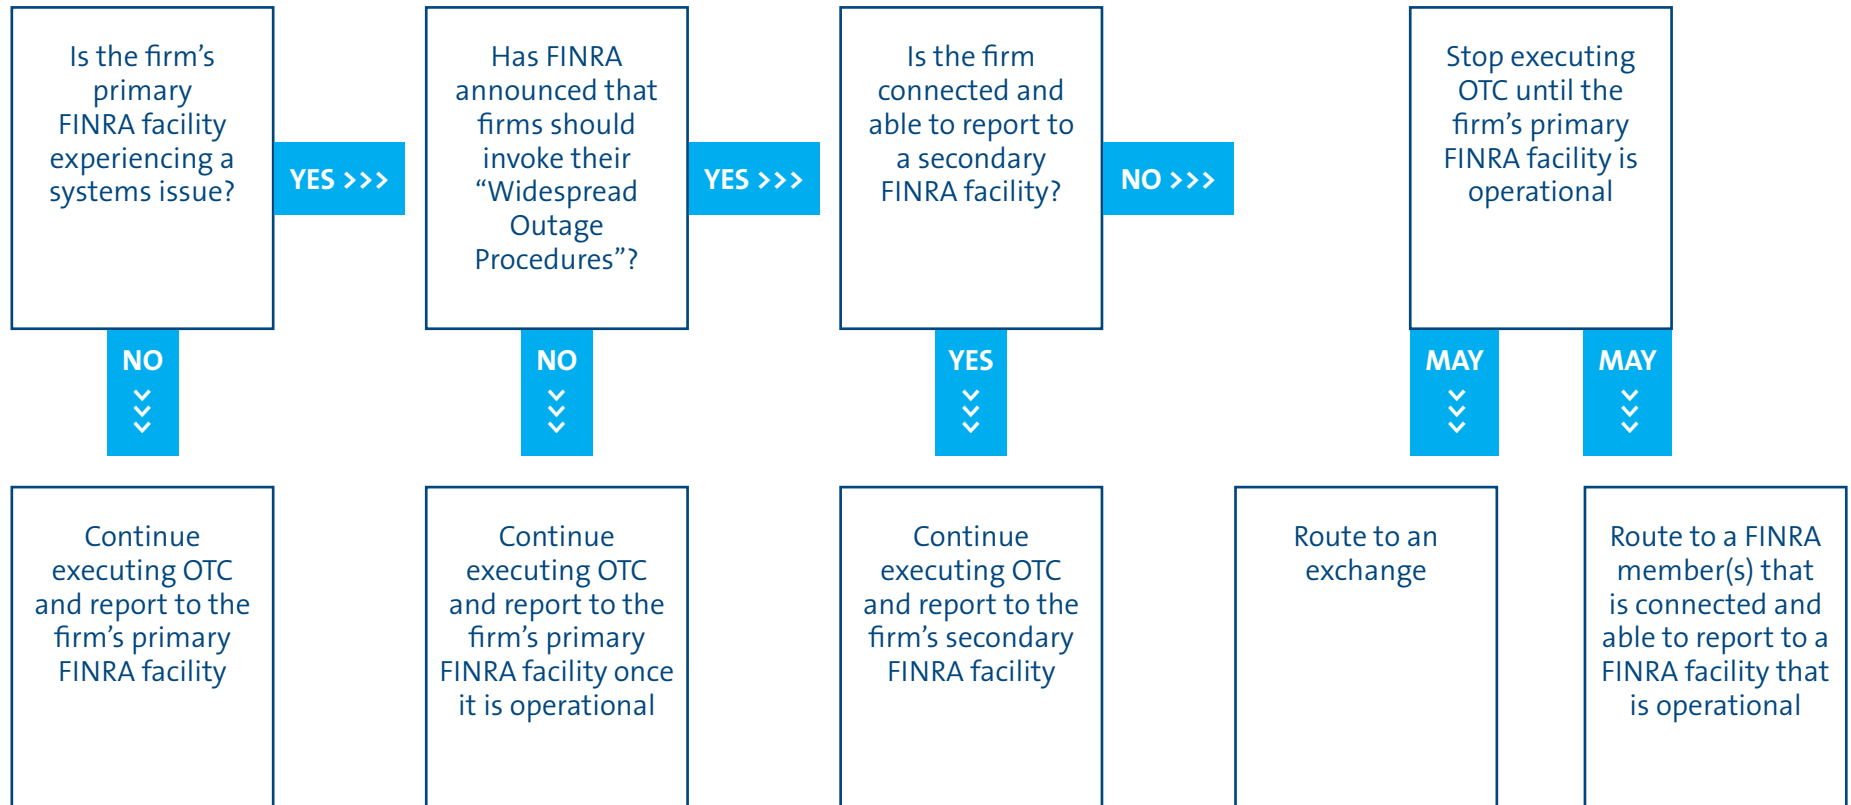 Is the firm's
primary
FINRA facility
experiencing a
systems issue?
YES >>>
Has FINRA
announced that
firms should
invoke their
“Widespread
Outage
Procedures”?
YES >>>
Is the firm
connected and
able to report to
a secondary
FINRA facility?
NO >>>
Stop executing
OTC until the
firm’s primary
FINRA facility is
operational
NO
NO
YES
MAY
MAY
Continue
executing OTC
and report to the
firm’s primary
FINRA facility
Continue
executing OTC
and report to the
firm’s primary
FINRA facility once
it is operational
Continue
executing OTC
and report to the
firm’s secondary
FINRA facility
Route to an
exchange
Route to a FINRA
member(s) that
is connected and
able to report to a
FINRA facility that
is operational